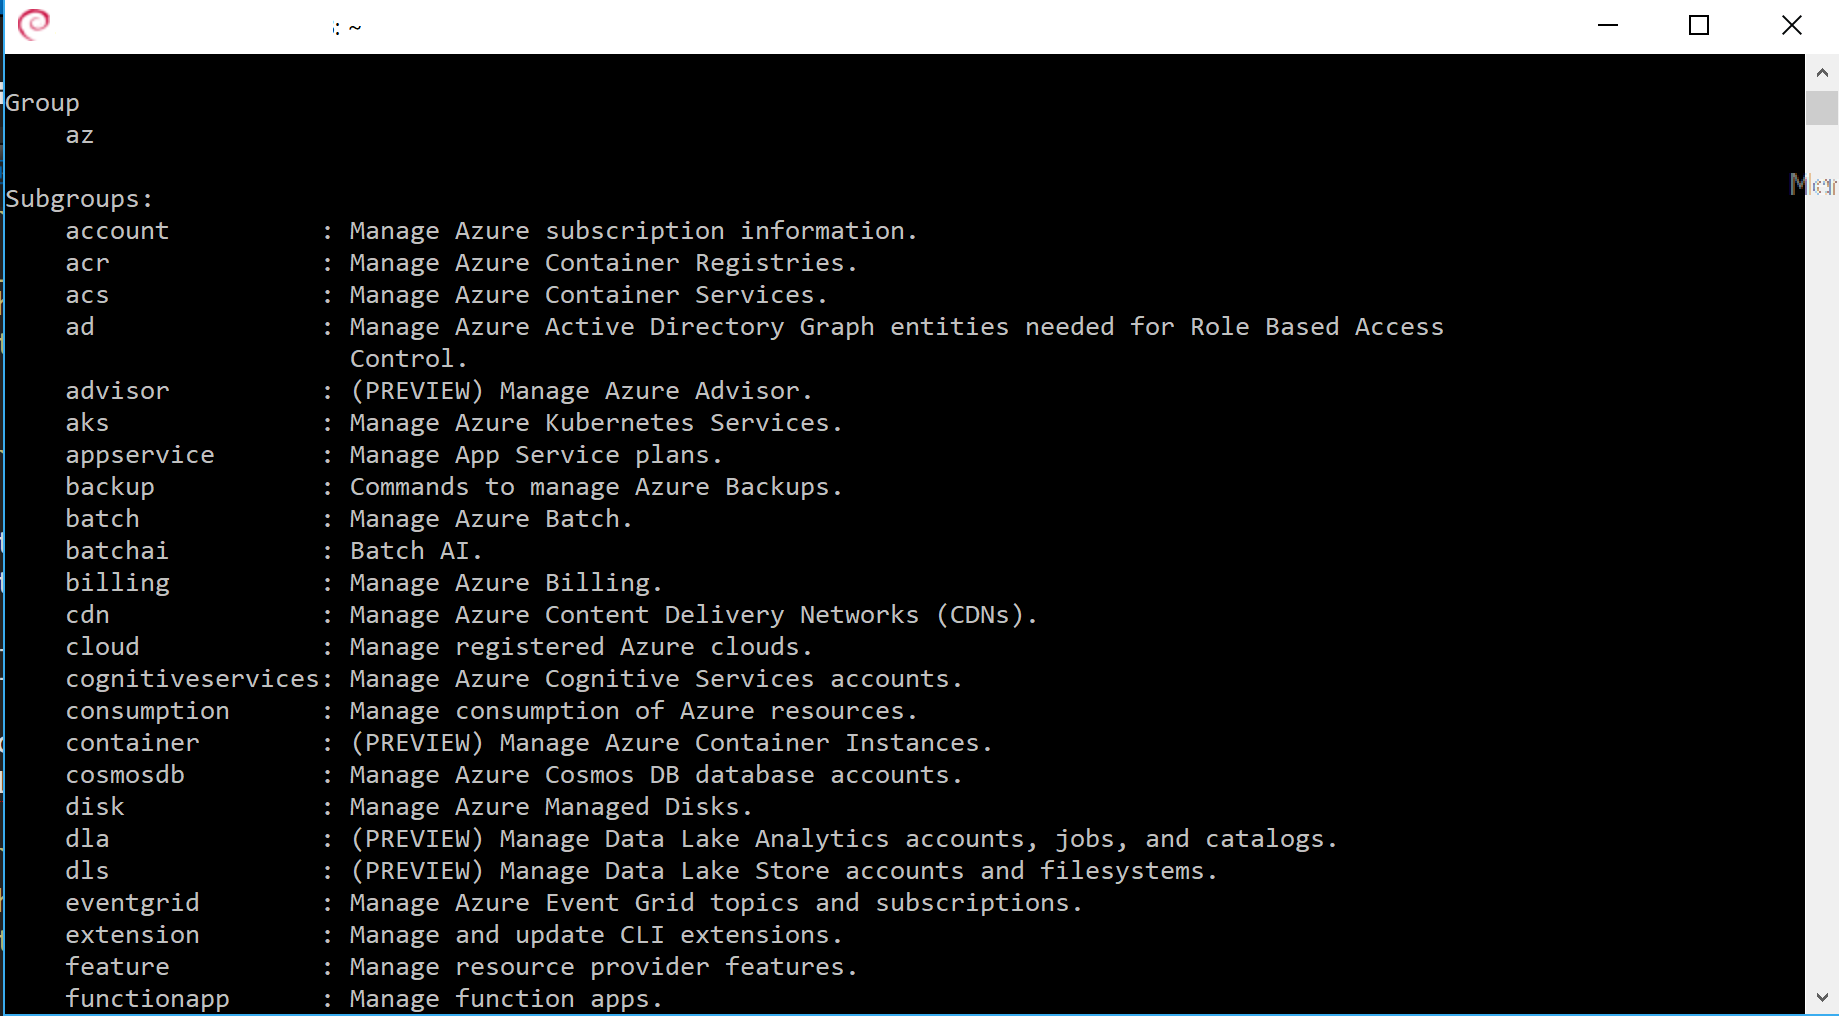 : ~
Group
    az
Subgroups:
    account          : Manage Azure subscription information.
    acr              : Manage Azure Container Registries.
    acs              : Manage Azure Container Services.
    ad               : Manage Azure Active Directory Graph entities needed for Role Based Access
                       Control.
    advisor          : (PREVIEW) Manage Azure Advisor.
    aks              : Manage Azure Kubernetes Services.
    appservice       : Manage App Service plans.
    backup           : Commands to manage Azure Backups.
    batch            : Manage Azure Batch.
    batchai          : Batch AI.
    billing          : Manage Azure Billing.
    cdn              : Manage Azure Content Delivery Networks (CDNs).
    cloud            : Manage registered Azure clouds.
    cognitiveservices: Manage Azure Cognitive Services accounts.
    consumption      : Manage consumption of Azure resources.
    container        : (PREVIEW) Manage Azure Container Instances.
    cosmosdb         : Manage Azure Cosmos DB database accounts.
    disk             : Manage Azure Managed Disks.
    dla              : (PREVIEW) Manage Data Lake Analytics accounts, jobs, and catalogs.
    dls              : (PREVIEW) Manage Data Lake Store accounts and filesystems.
    eventgrid        : Manage Azure Event Grid topics and subscriptions.
    extension        : Manage and update CLI extensions.
    feature          : Manage resource provider features.
    functionapp      : Manage function apps.